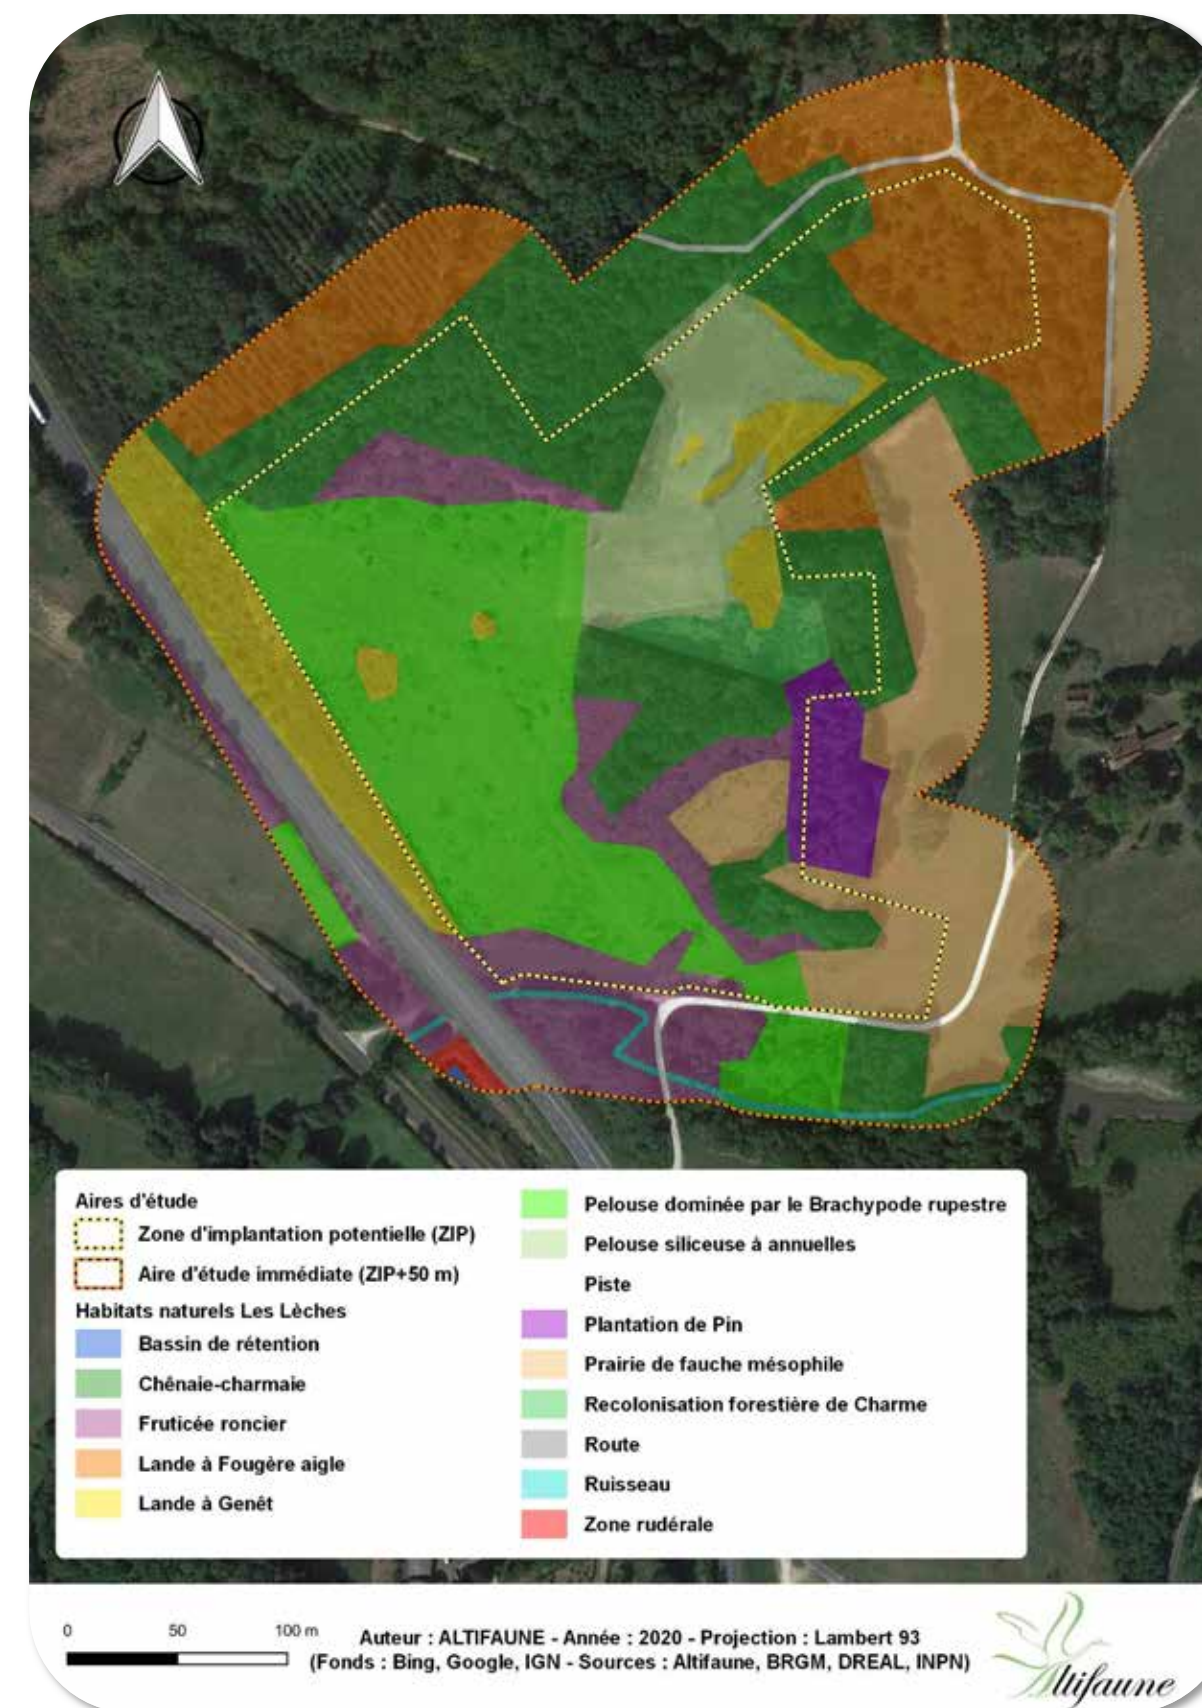 Aires d'étude
Zone d'implantation potentielle (ZIP)
Aire d'étude immédiate (ZIP+50 m)
Habitats naturels Les Lèches
Bassin de rétention
Chênaie-charmaie
Fruticée roncier
Lande à Fougère aigle
Lande à Genêt
Pelouse dominée par le Brachypode rupestre
Pelouse siliceuse à annuelles
Piste
Plantation de Pin
Prairie de fauche mésophile
Recolonisation forestière de Charme
Route
Ruisseau
Zone rudérale
0 50 100 m
Auteur : ALTIFAUNE - Année : 2020 - Projection : Lambert 93
(Fonds : Bing, Google, IGN - Sources : Altifaune, BRGM, DREAL, INPN)
Altifaune